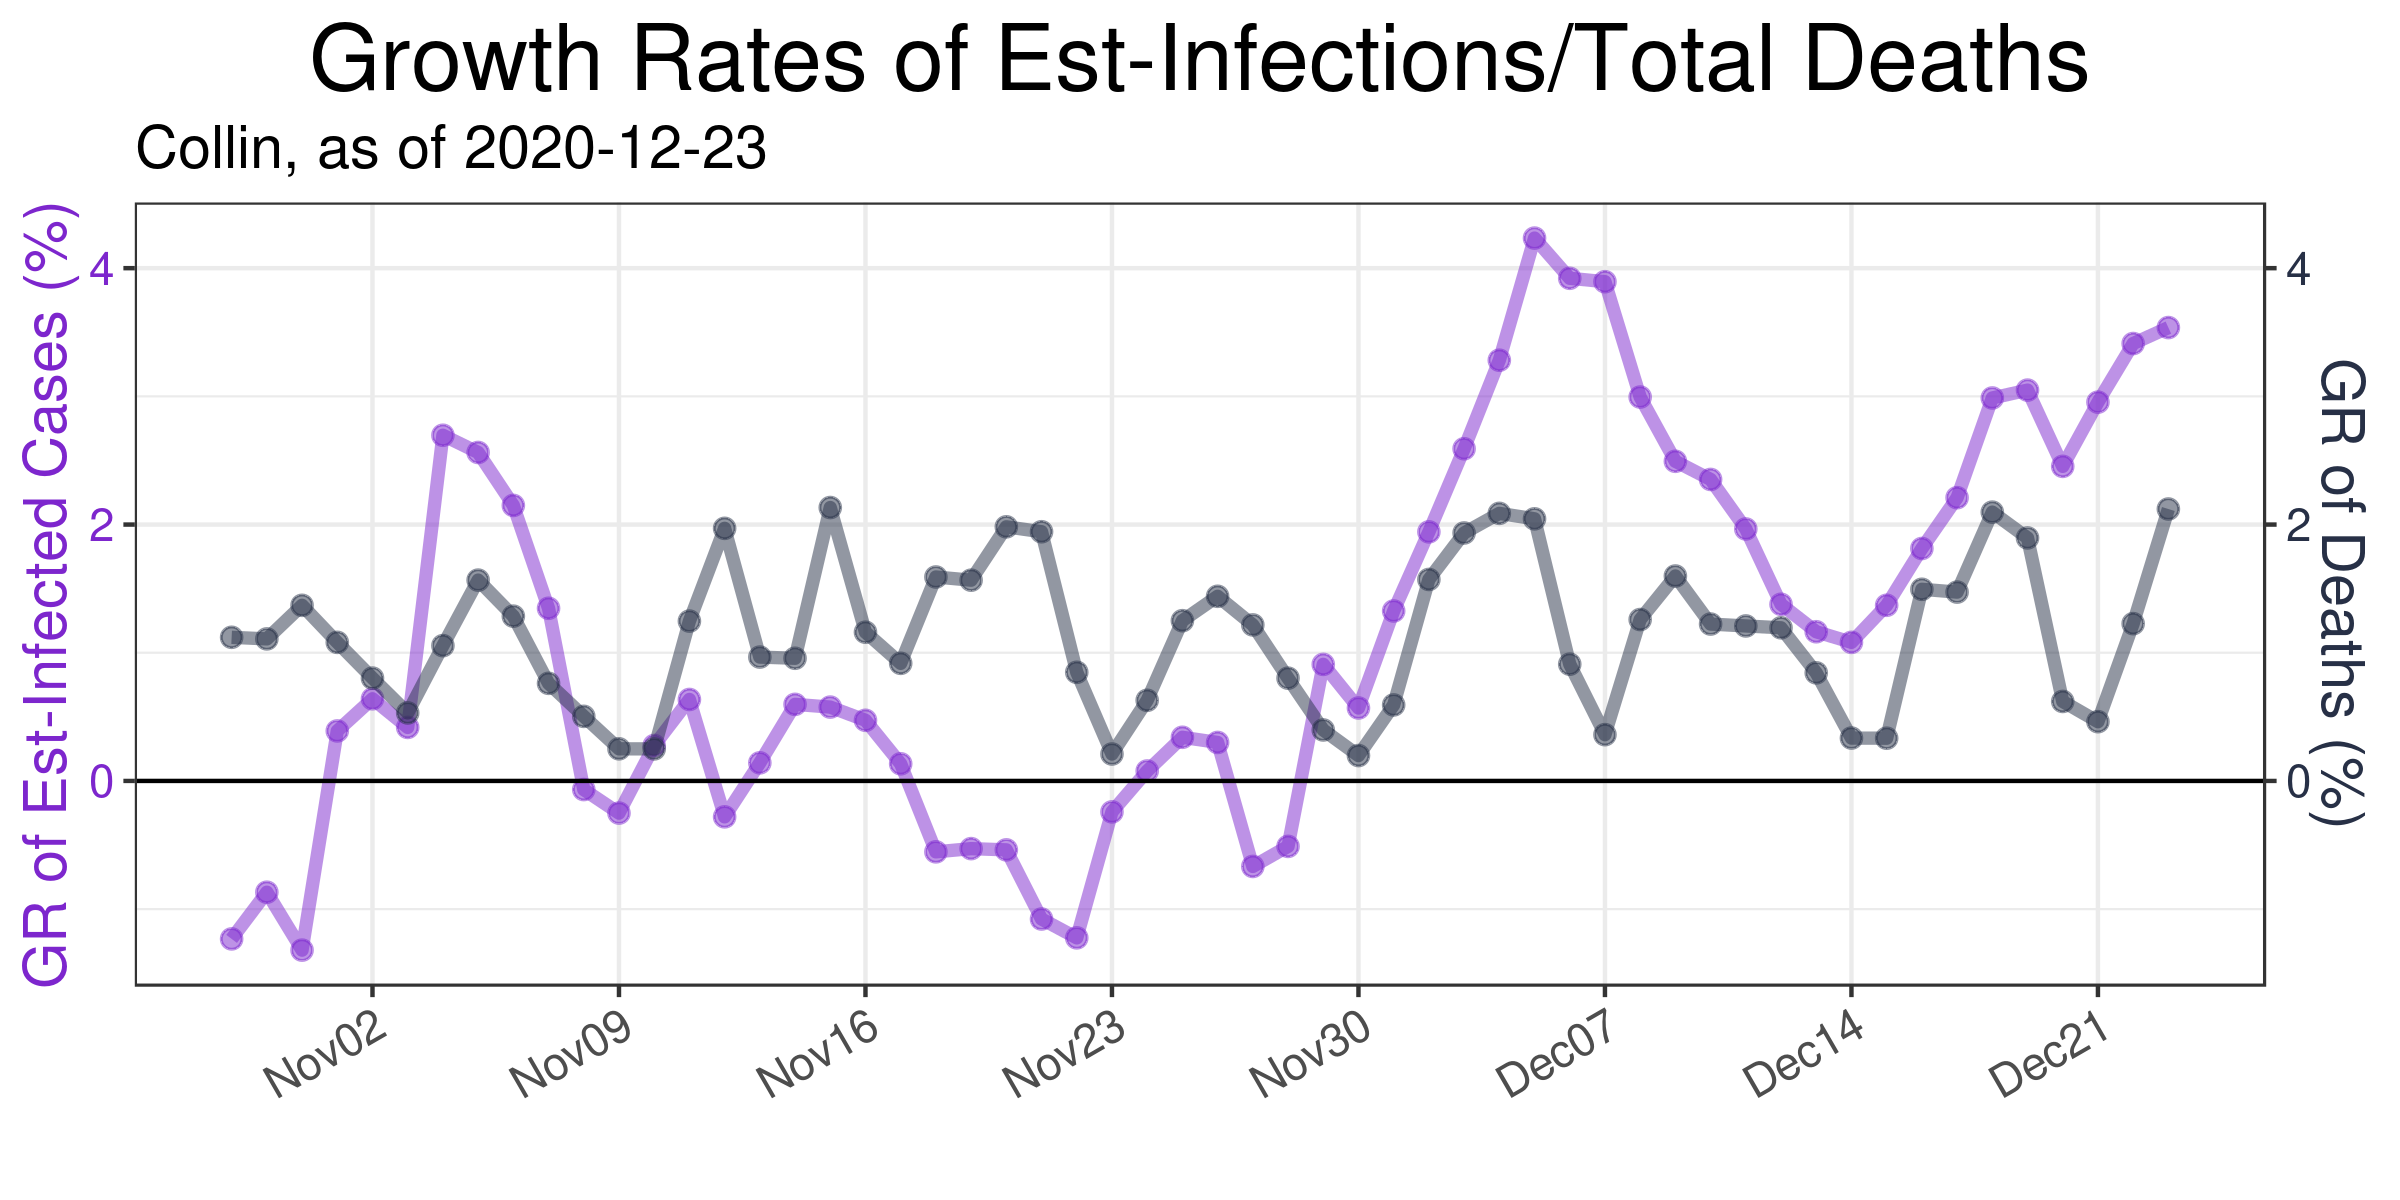 Growth Rates of Est-Infections/Total Deaths
Collin, as of 2020-12-23
GR of Est-Infected Cases (%)
4
2
0
4
2
0
GR of Deaths (%)
Nov02
Nov09
Nov16
Nov23
Nov30
Dec07
Dec14
Dec21